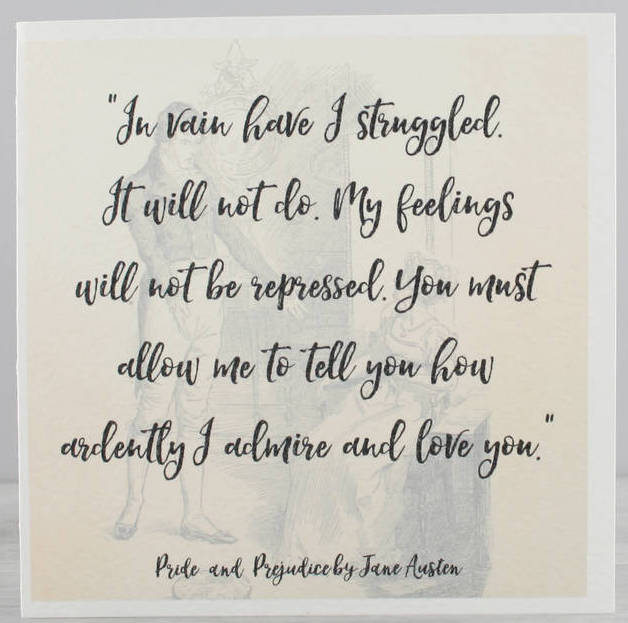 "In vain have I struggled.
It will not do. My feelings
will not be repressed. You must
allow me to tell you how
ardently I admire and love you."
Pride and Prejudice by Jane Austen